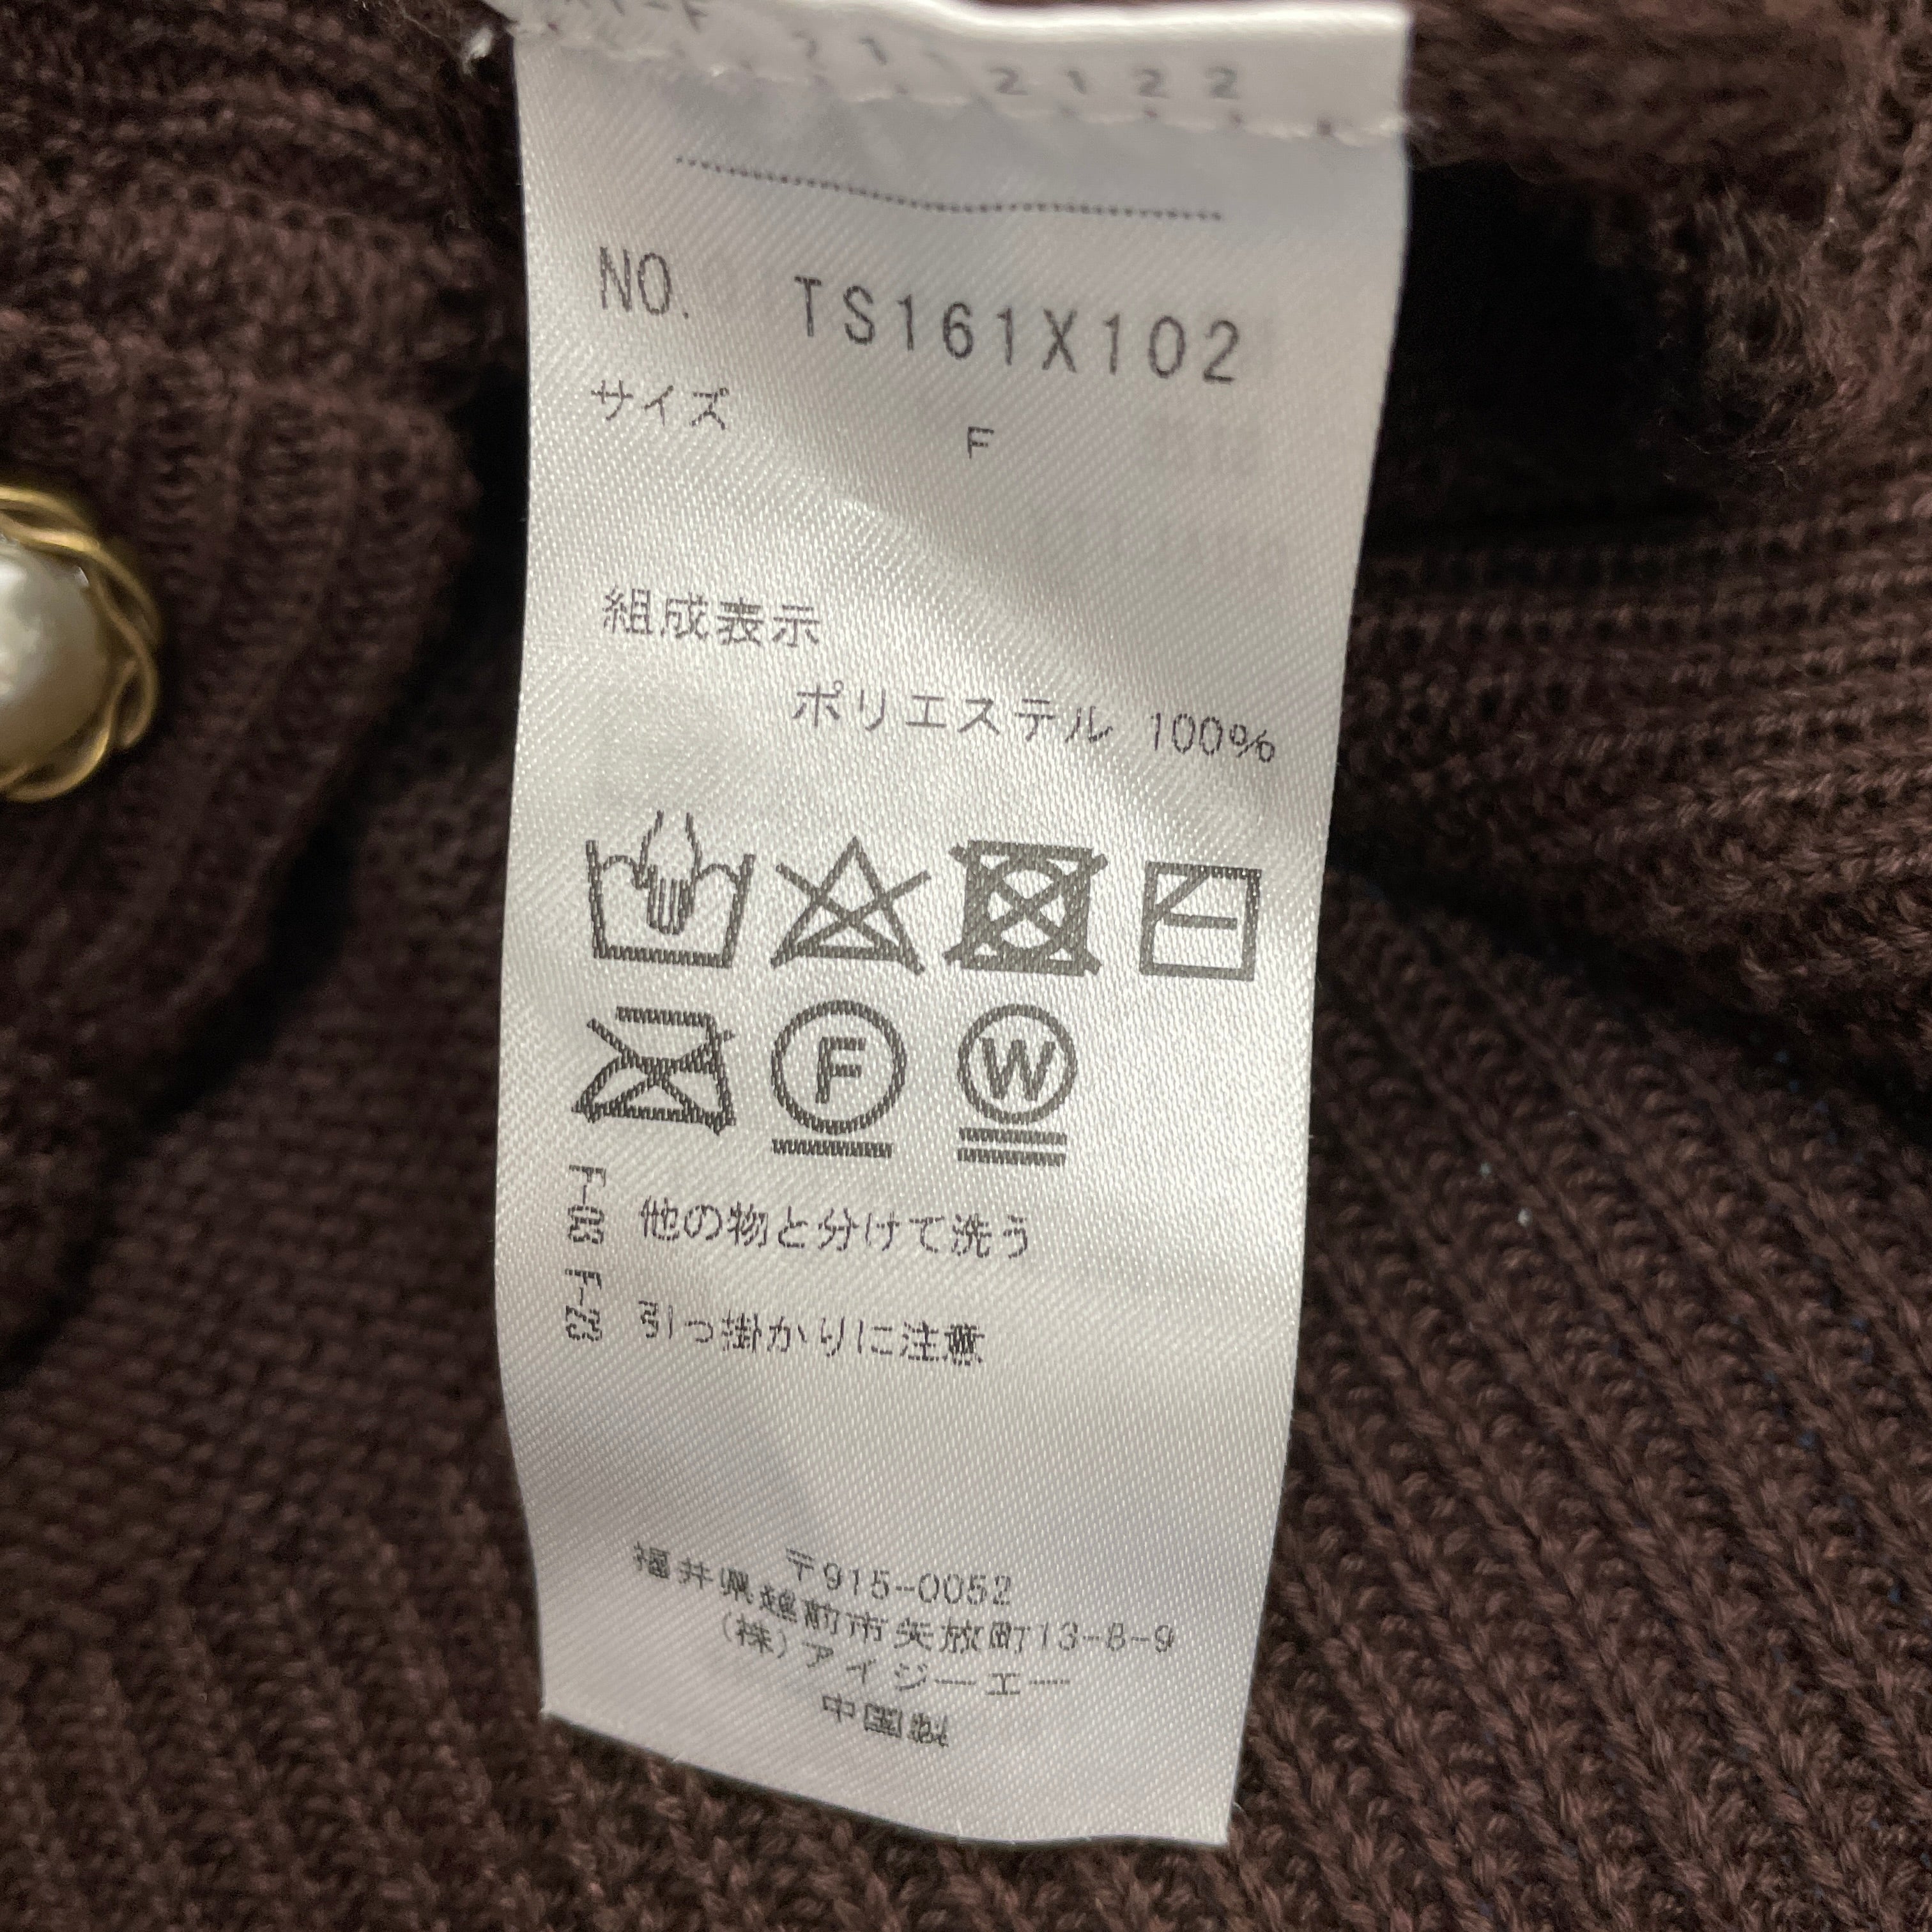 NO. TS161X102
サイズ F
組成表示
ポリエステル 100%
F
W
F-03 他の物と分けて洗う
F-23 引っ掛かりに注意
〒915-0052
福井県越前市矢放町13-8-9
(株)アイジーエー
中国製